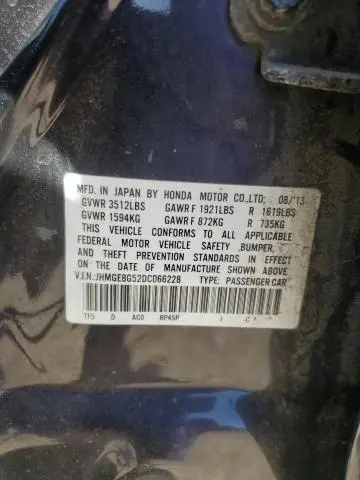 MFD. IN JAPAN BY HONDA MOTOR CO.,LTD; 08/'13
GVWR 3512LBS GAWR F 1921LBS R 1619LBS
GVWR 1594KG GAWR F 872KG R 735KG
THIS VEHICLE CONFORMS TO ALL APPLICABLE
FEDERAL MOTOR VEHICLE SAFETY ,BUMPER,
AND THEFT PREVENTION STANDARDS IN EFFECT
ON THE DATE OF MANUFACTURE SHOWN ABOVE.
V.I.N.:JHMGE8G52DC066228 TYPE: PASSENGER CAR
TF5 D AGO RP45P